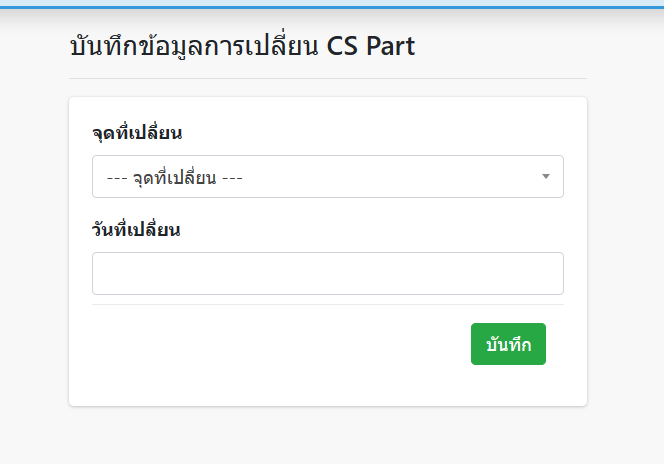 บันทึกข้อมูลการเปลี่ยน CS Part
จุดที่เปลี่ยน
--- จุดที่เปลี่ยน ---
วันที่เปลี่ยน
บันทึก